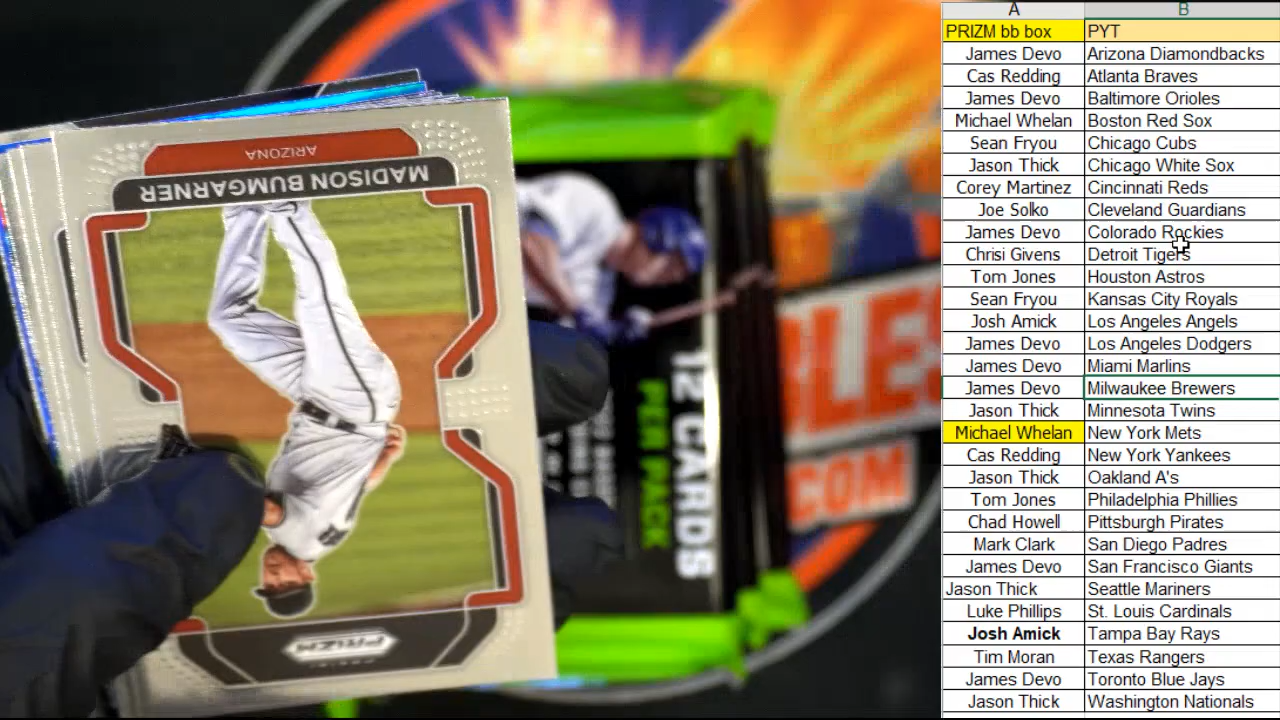 A B
PRIZM bb box PYT
James Devo Arizona Diamondbacks
Cas Redding Atlanta Braves
James Devo Baltimore Orioles
Michael Whelan Boston Red Sox
Sean Fryou Chicago Cubs
Jason Thick Chicago White Sox
Corey Martinez Cincinnati Reds
Joe Solko Cleveland Guardians
James Devo Colorado Rockies
Chrisi Givens Detroit Tigers
Tom Jones Houston Astros
Sean Fryou Kansas City Royals
Josh Amick Los Angeles Angels
James Devo Los Angeles Dodgers
James Devo Miami Marlins
James Devo Milwaukee Brewers
Jason Thick Minnesota Twins
Michael Whelan New York Mets
Cas Redding New York Yankees
Jason Thick Oakland A's
Tom Jones Philadelphia Phillies
Chad Howell Pittsburgh Pirates
Mark Clark San Diego Padres
James Devo San Francisco Giants
Jason Thick Seattle Mariners
Luke Phillips St. Louis Cardinals
Josh Amick Tampa Bay Rays
Tim Moran Texas Rangers
James Devo Toronto Blue Jays
Jason Thick Washington Nationals
ARIZONA
MADISON BUMGARNER
PANINI
PRIZM
12 CARDS
PER PACK
BLES
COM